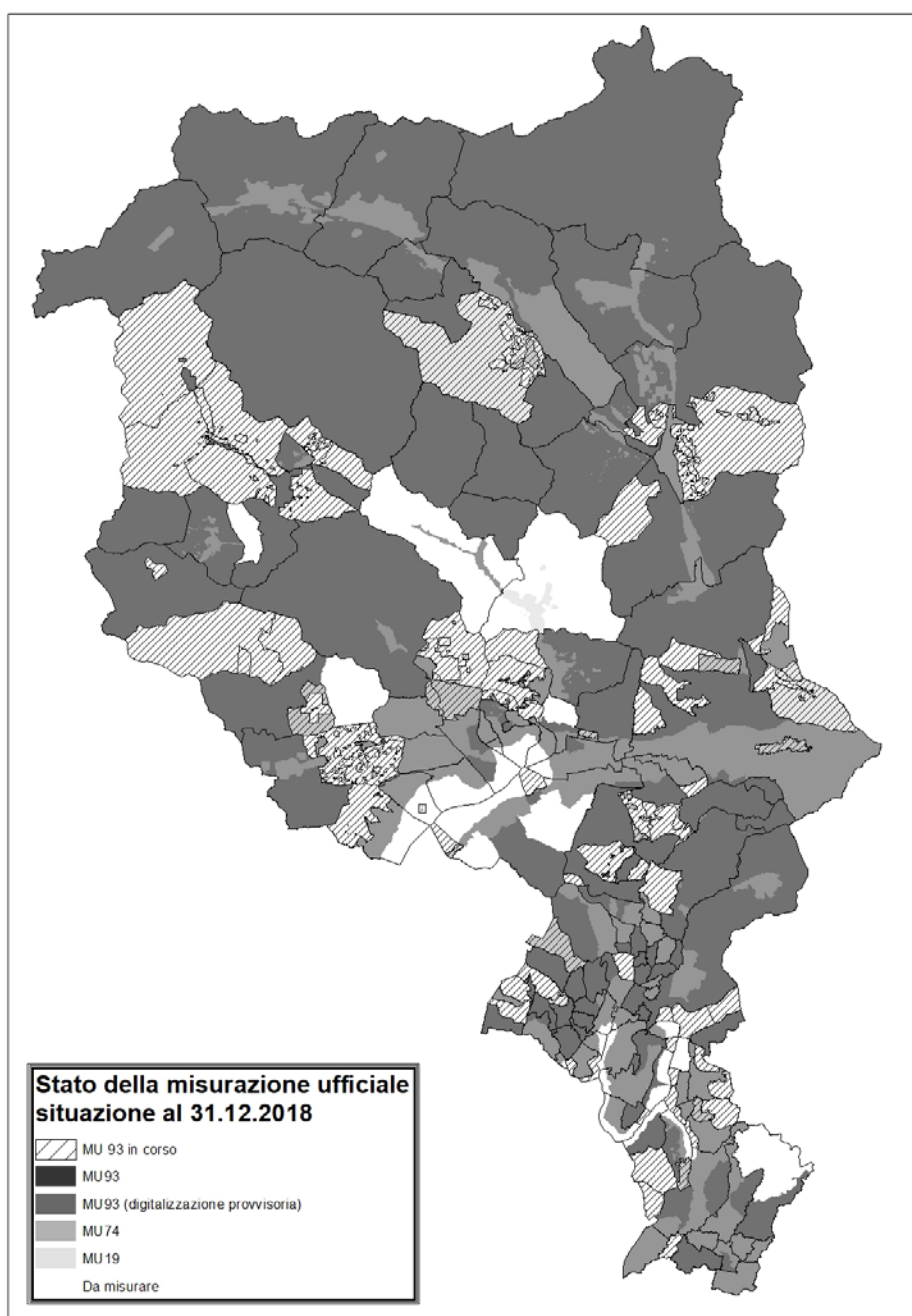 Stato della misurazione ufficiale
situazione al 31.12.2018
MU 93 in corso
MU93
MU93 (digitalizzazione provvisoria)
MU74
MU19
Da misurare